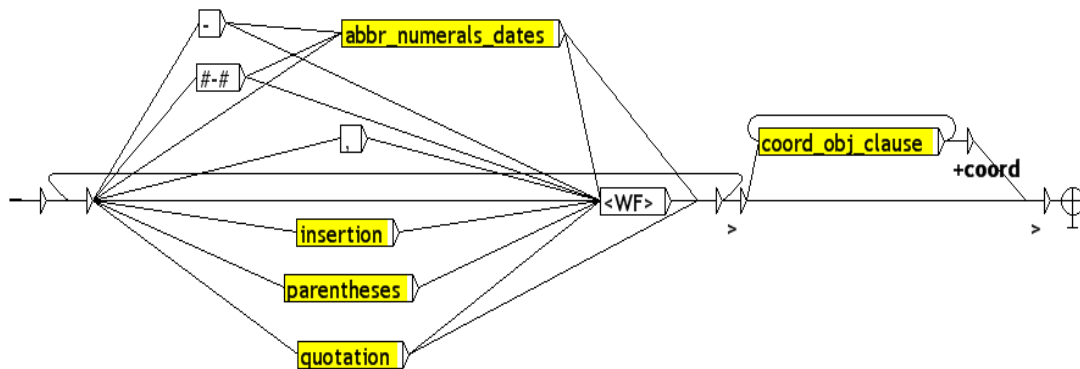 -
abbr_numerals_dates
#-#
,
coord_obj_clause
+coord
<WF>
>
>
insertion
parentheses
quotation